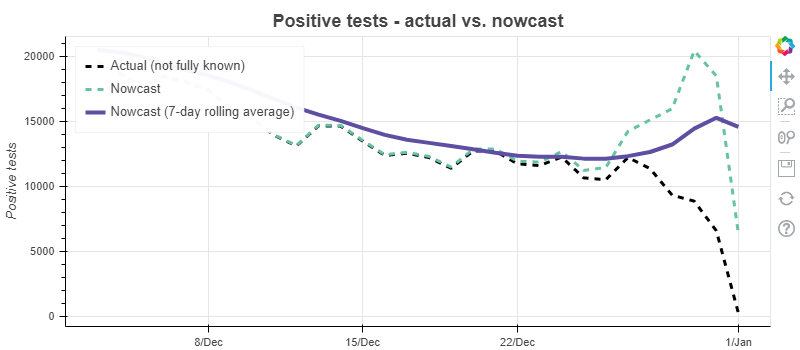 Positive tests - actual vs. nowcast
Actual (not fully known)
Nowcast
Nowcast (7-day rolling average)
Positive tests
20000
15000
10000
5000
0
8/Dec
15/Dec
22/Dec
1/Jan